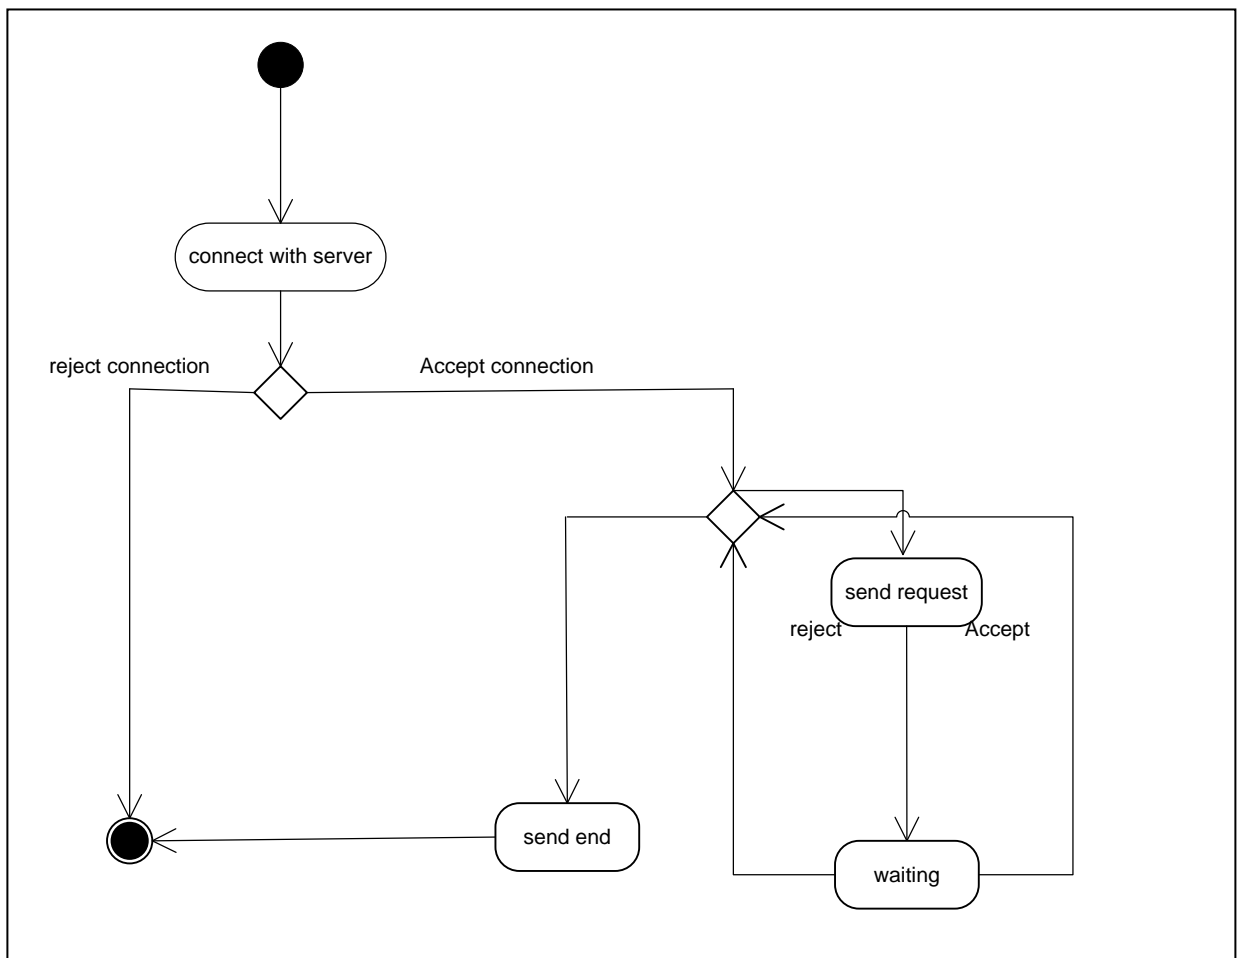 connect with server
reject connection
Accept connection
send request
reject
Accept
send end
waiting